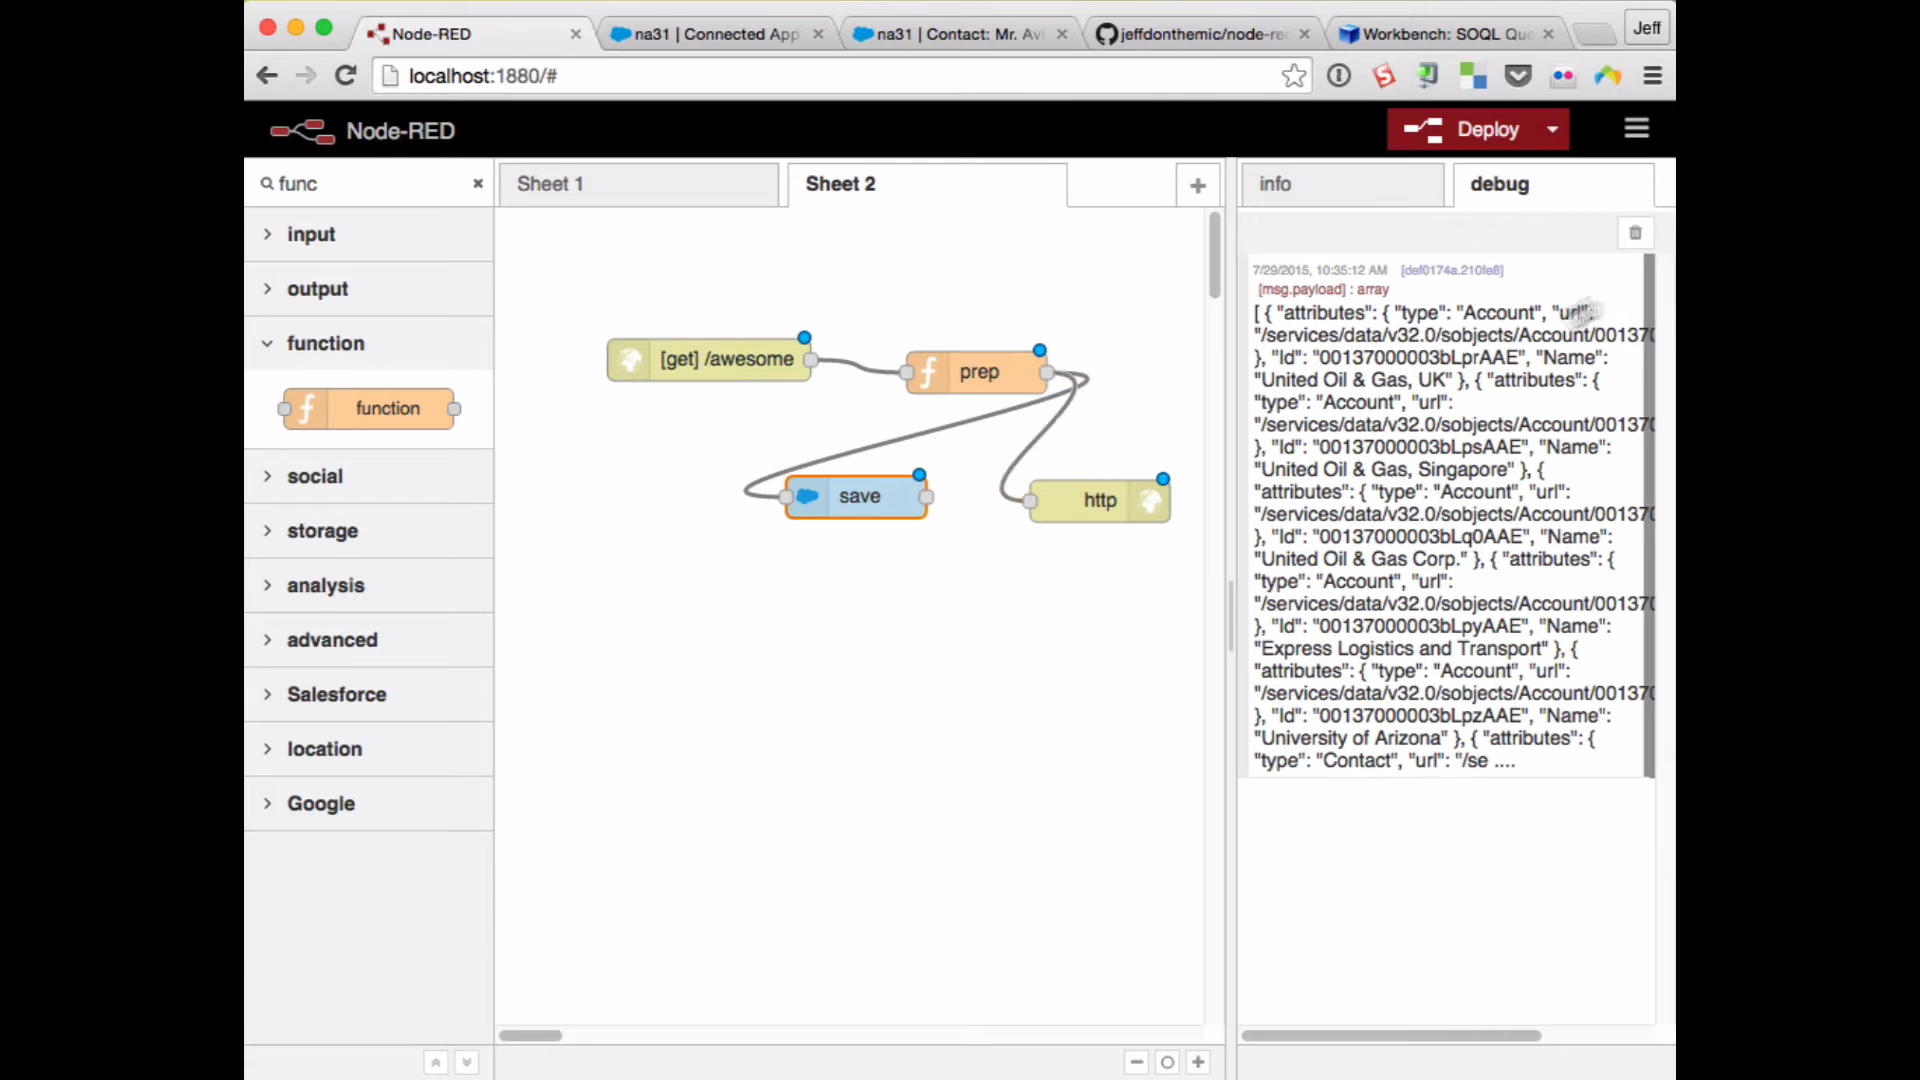 Node-RED
na31 | Connected App
na31 | Contact: Mr. Avi
jeffdonthemic/node-re
Workbench: SOQL Que
Jeff
localhost:1880/#
Node-RED
Deploy
func
Sheet 1
Sheet 2
info
debug
input
output
function
function
social
storage
analysis
advanced
Salesforce
location
Google
[get] /awesome
prep
save
http
7/29/2015, 10:35:12 AM [def0174a.210fe8]
[msg.payload] : array
[ { "attributes": { "type": "Account", "url":
"/services/data/v32.0/sobjects/Account/00137
}, "Id": "00137000003bLprAAE", "Name":
"United Oil & Gas, UK" }, { "attributes": {
"type": "Account", "url":
"/services/data/v32.0/sobjects/Account/00137
}, "Id": "00137000003bLpsAAE", "Name":
"United Oil & Gas, Singapore" }, {
"attributes": { "type": "Account", "url":
"/services/data/v32.0/sobjects/Account/00137
}, "Id": "00137000003bLq0AAE", "Name":
"United Oil & Gas Corp." }, { "attributes": {
"type": "Account", "url":
"/services/data/v32.0/sobjects/Account/00137
}, "Id": "00137000003bLpyAAE", "Name":
"Express Logistics and Transport" }, {
"attributes": { "type": "Account", "url":
"/services/data/v32.0/sobjects/Account/00137
}, "Id": "00137000003bLpzAAE", "Name":
"University of Arizona" }, { "attributes": {
"type": "Contact", "url": "/se ....